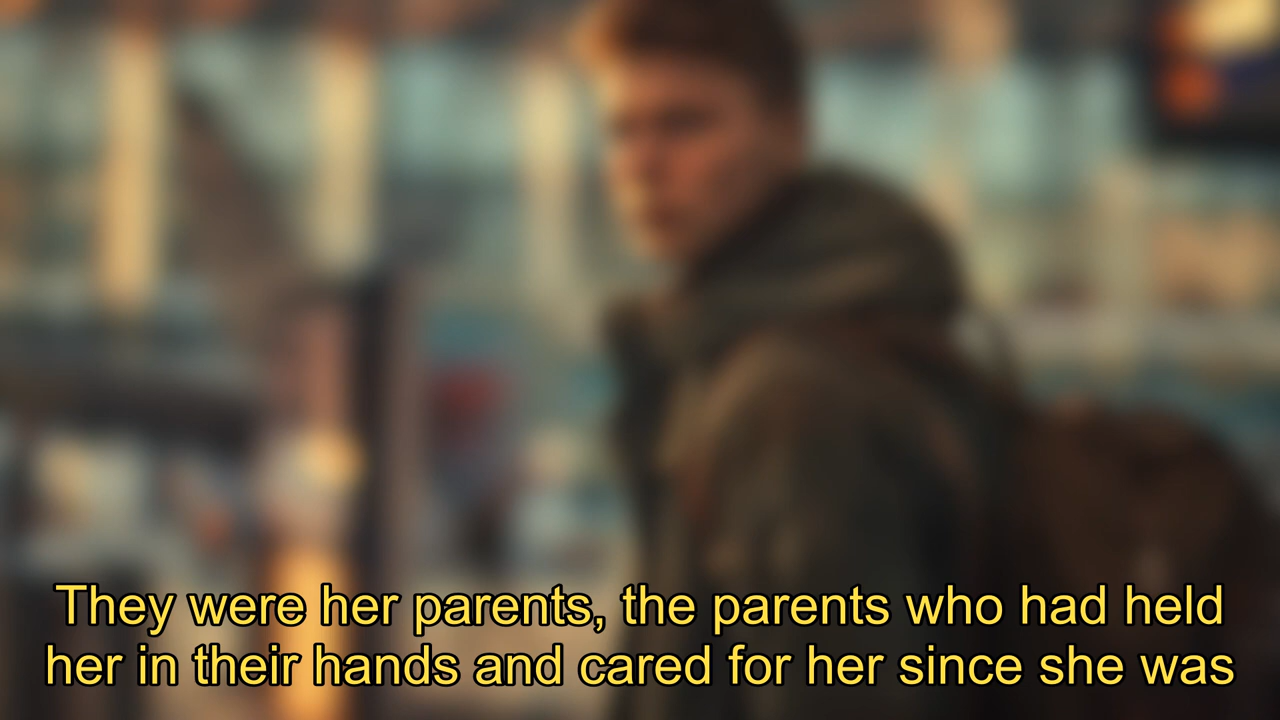 They were her parents, the parents who had held
her in their hands and cared for her since she was